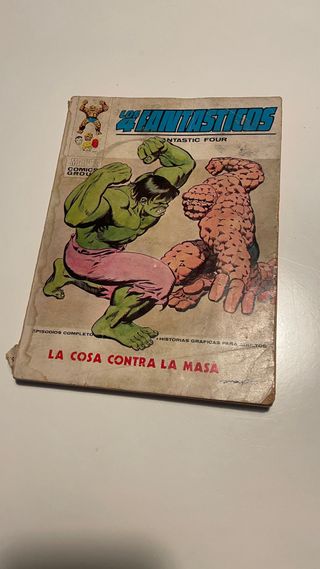 LOS
4 FANTASTICOS
FANTASTIC FOUR
MARVEL
COMICS
GROUP
EPISODIOS COMPLETOS
HISTORIAS GRAFICAS PARA ADULTOS
LA COSA CONTRA LA MASA